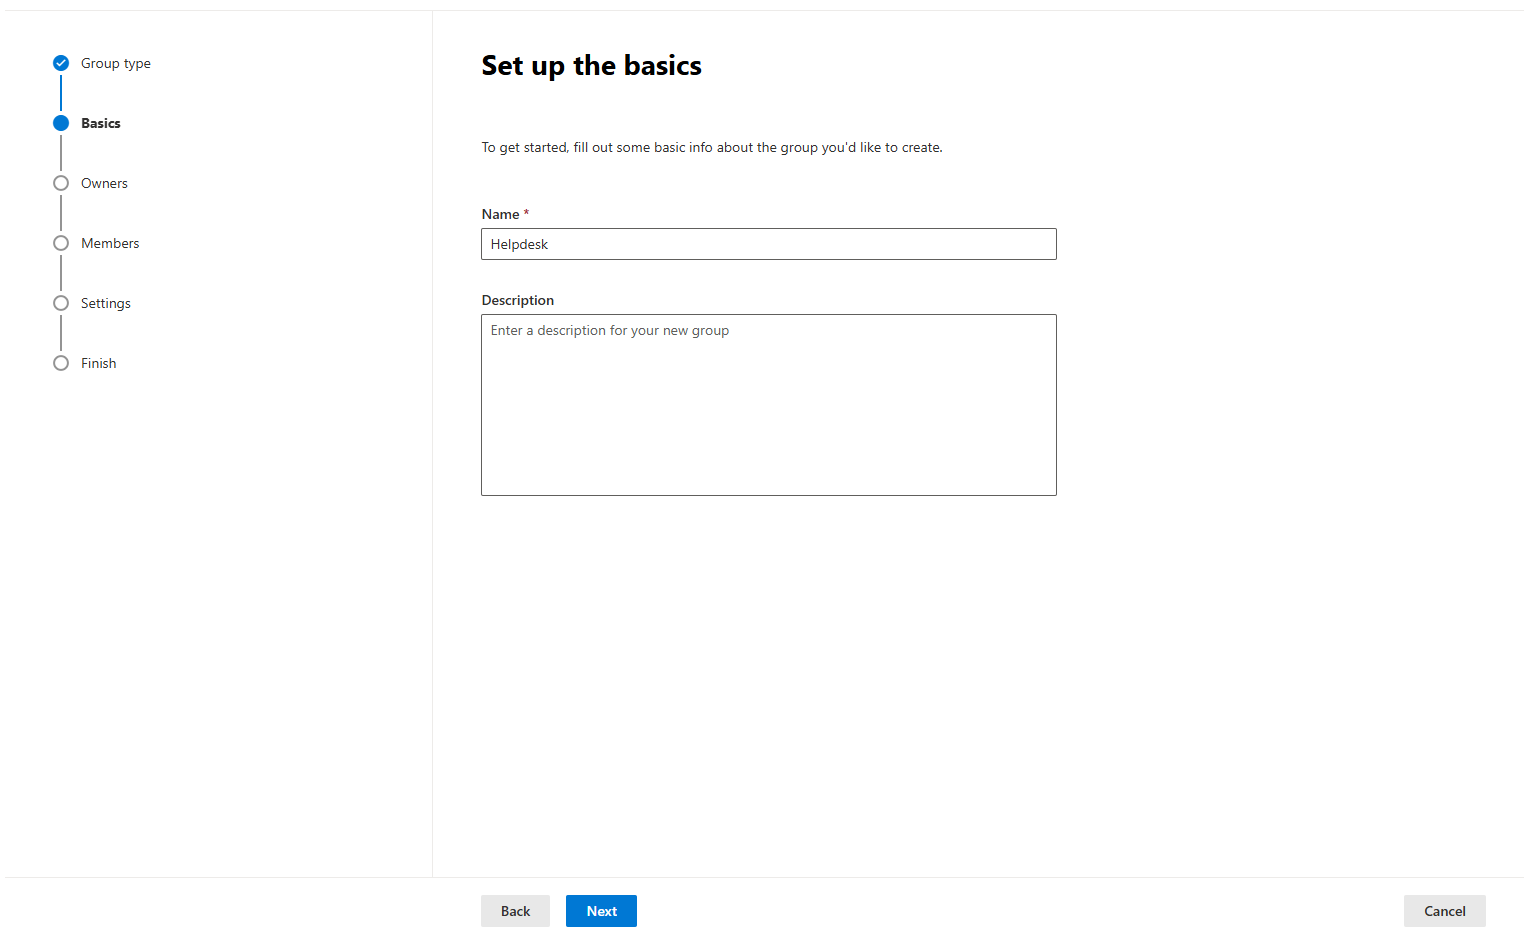 Group type
Basics
Owners
Members
Settings
Finish
Set up the basics
To get started, fill out some basic info about the group you'd like to create.
Name *
Helpdesk
Description
Enter a description for your new group
Back
Next
Cancel